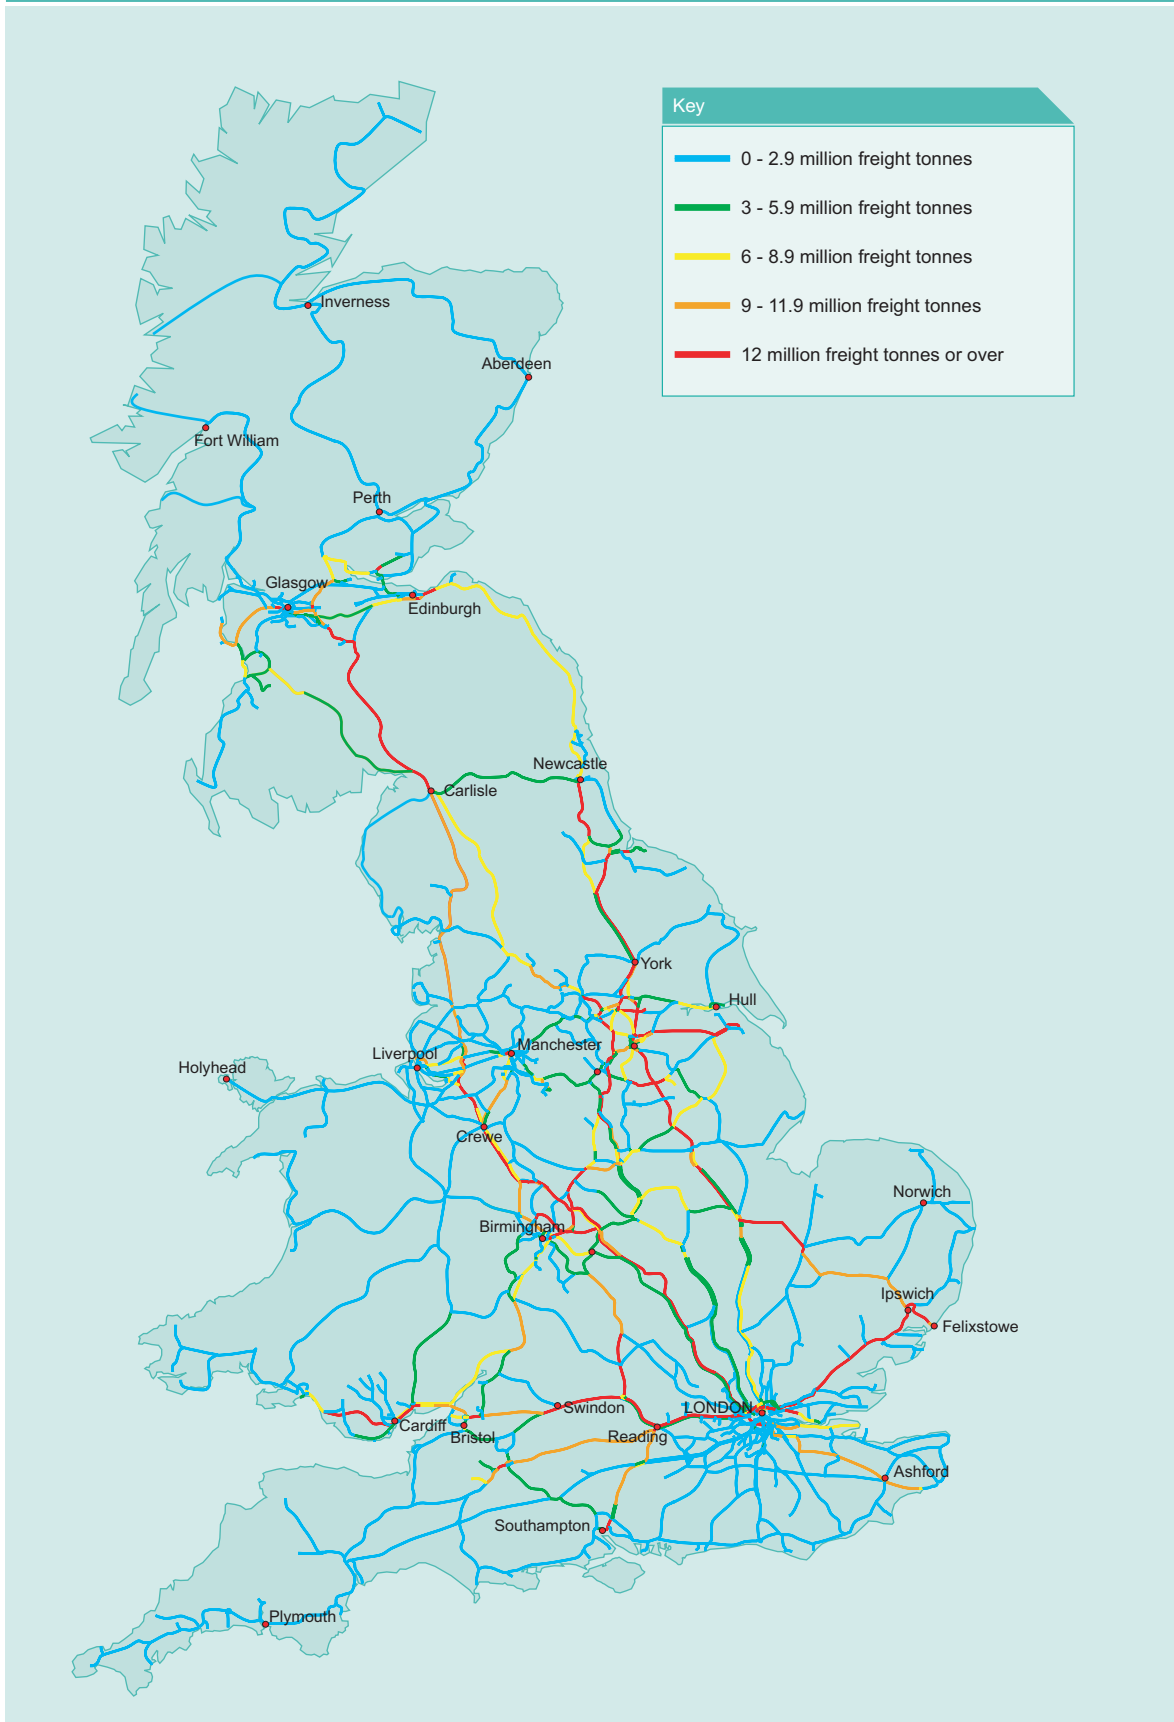 Key
0 - 2.9 million freight tonnes
3 - 5.9 million freight tonnes
6 - 8.9 million freight tonnes
9 - 11.9 million freight tonnes
12 million freight tonnes or over
Inverness
Aberdeen
Fort William
Perth
Glasgow
Edinburgh
Newcastle
Carlisle
York
Hull
Manchester
Liverpool
Holyhead
Crewe
Norwich
Birmingham
Ipswich
Felixstowe
Swindon
LONDON
Cardiff
Bristol
Reading
Ashford
Southampton
Plymouth